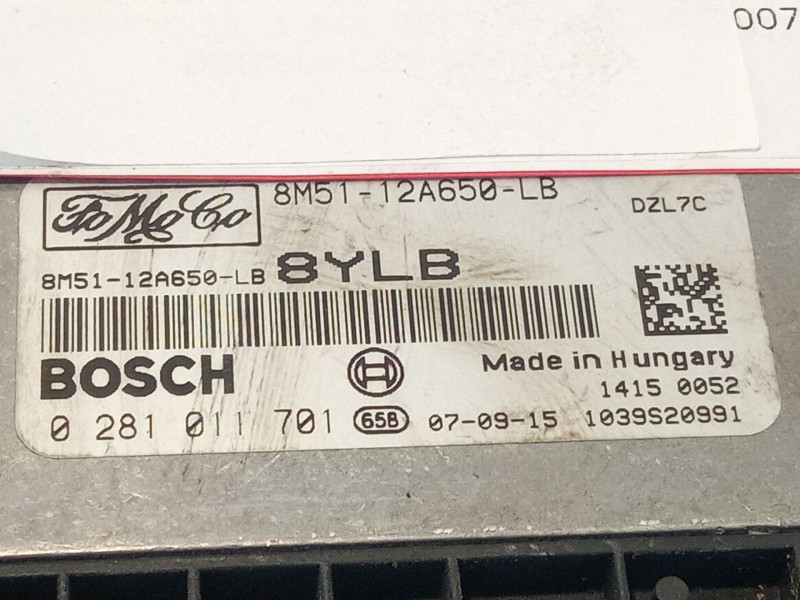 007
FoMoCo
8M51-12A650-LB
DZL7C
8M51-12A650-LB 8YLB
BOSCH
Made in Hungary
1415 0052
0 281 011 701 65B 07-09-15 1039S20991